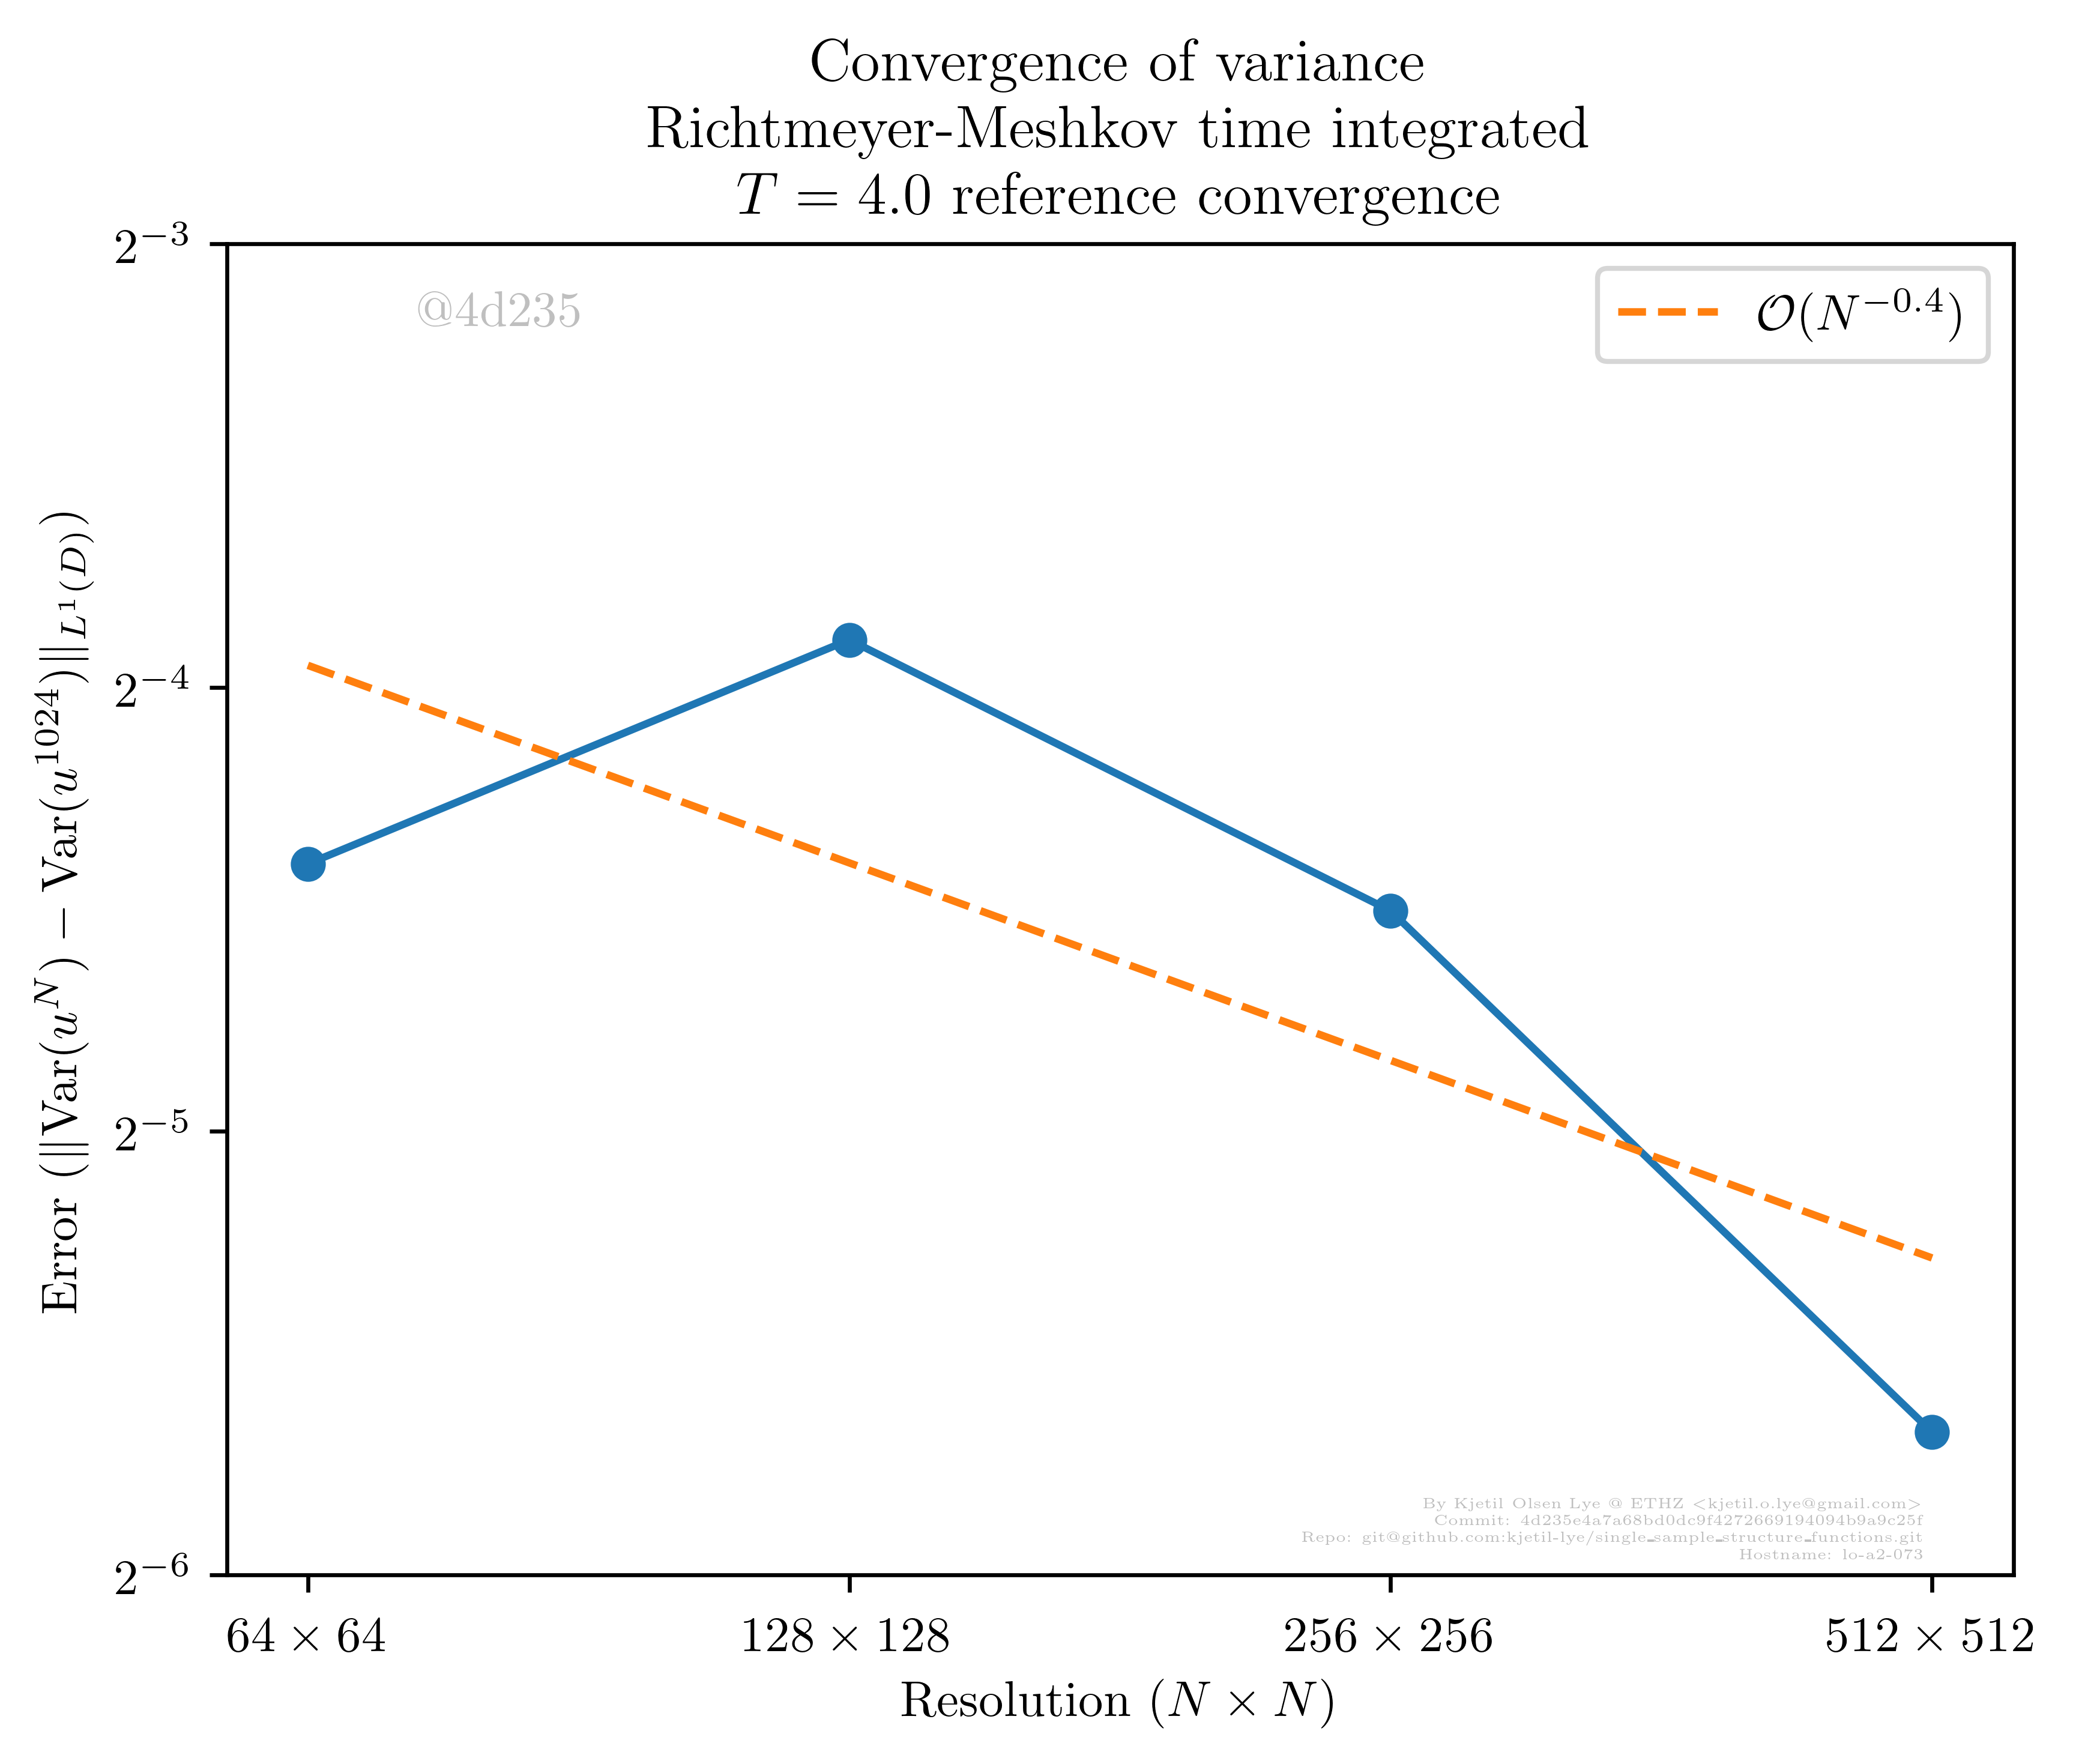 Convergence of variance
Richtmeyer-Meshkov time integrated
T = 4.0 reference convergence
2^{-3}
@4d235
O(N^{-0.4})
2^{-4}
2^{-5}
2^{-6}
Error (||Var(u^N) − Var(u^{1024})||_{L^1(D)})
By Kjetil Olsen Lye @ ETHZ <kjetil.o.lye@gmail.com>
Commit: 4d235e4a7a68bd0dc9f4272669194094b9a9c25f
Repo: git@github.com:kjetil-lye/single_sample_structure_functions.git
Hostname: lo-a2-073
64 × 64 128 × 128 256 × 256 512 × 512
Resolution (N × N)